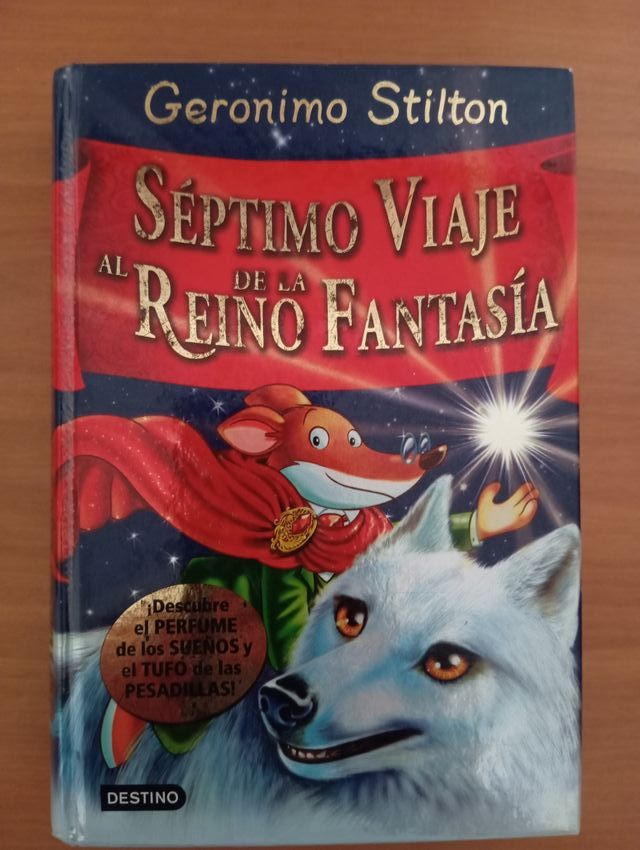 Geronimo Stilton
SÉPTIMO VIAJE
AL REINO DE LA FANTASÍA
¡Descubre
el PERFUME
de los SUEÑOS y
el TUFO de las
PESADILLAS!
DESTINO